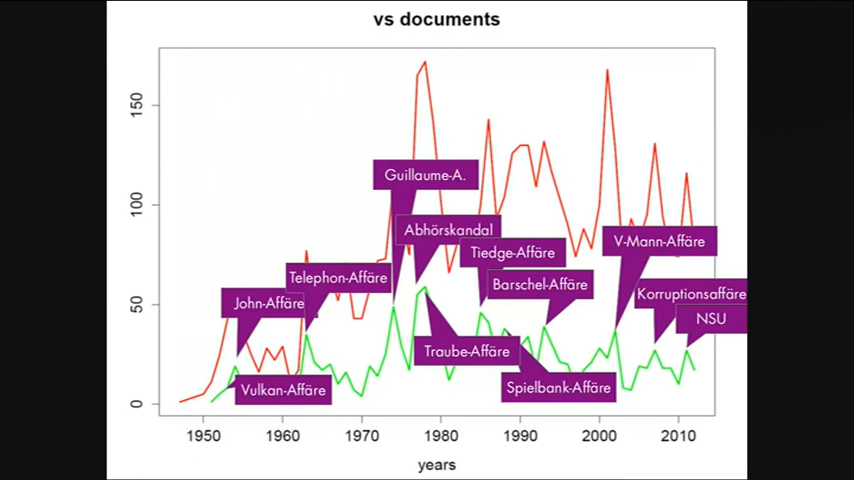 vs documents
150
100
50
0
Guillaume-A.
Abhörskandal
Tiedge-Affäre
V-Mann-Affäre
Telephon-Affäre
Barschel-Affäre
Korruptionsaffäre
John-Affäre
NSU
Traube-Affäre
Vulkan-Affäre
Spielbank-Affäre
1950 1960 1970 1980 1990 2000 2010
years